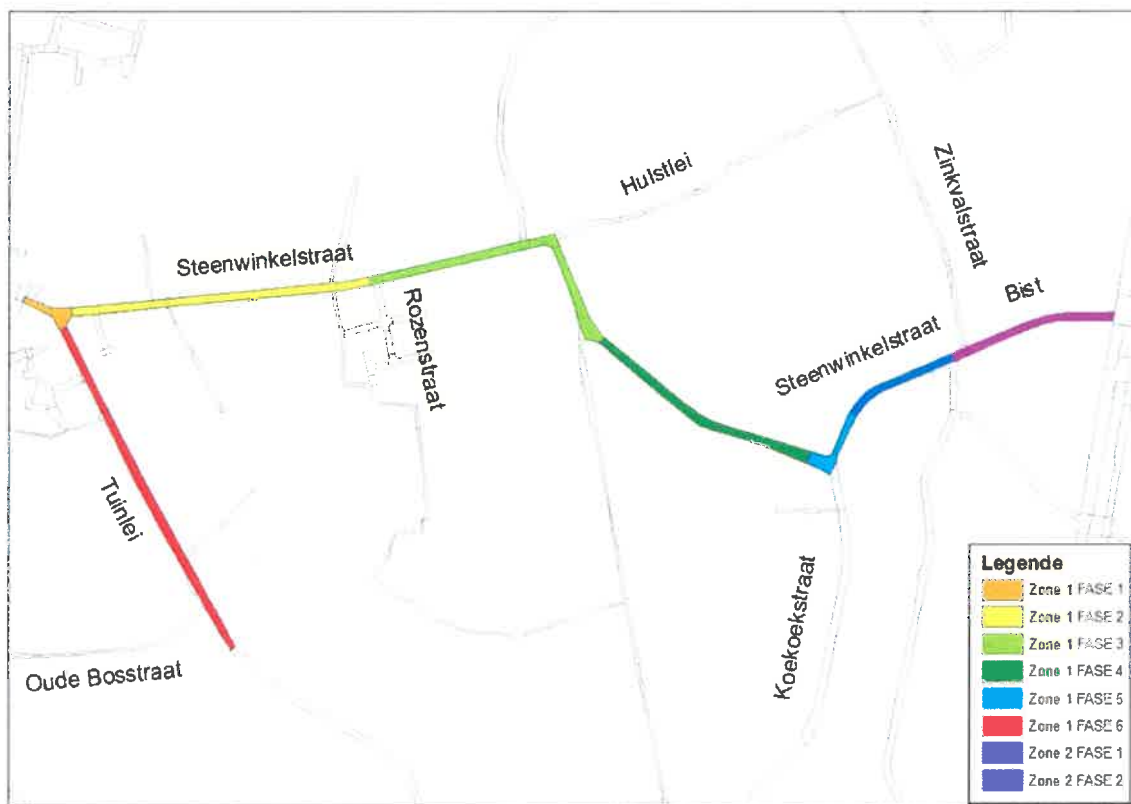 Hulstlei
Zinkvalstraat
Steenwinkelstraat
Bist
Rozenstraat
Steenwinkelstraat
Tuinlei
Koekoekstraat
Oude Bosstraat
Legende
Zone 1 FASE 1
Zone 1 FASE 2
Zone 1 FASE 3
Zone 1 FASE 4
Zone 1 FASE 5
Zone 1 FASE 6
Zone 2 FASE 1
Zone 2 FASE 2